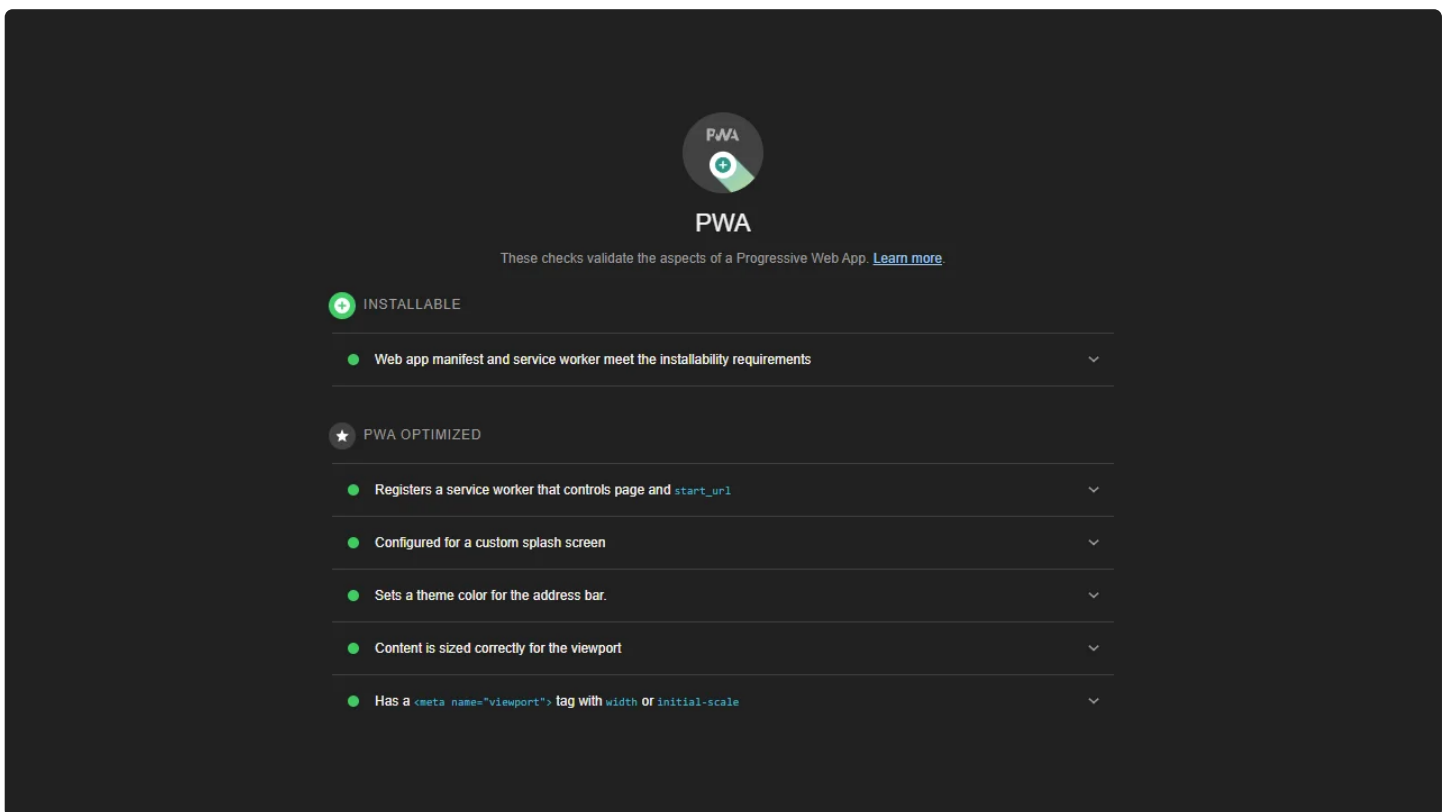 PWA
PWA
These checks validate the aspects of a Progressive Web App. Learn more.
INSTALLABLE
Web app manifest and service worker meet the installability requirements
PWA OPTIMIZED
Registers a service worker that controls page and start_url
Configured for a custom splash screen
Sets a theme color for the address bar.
Content is sized correctly for the viewport
Has a <meta name="viewport"> tag with width or initial-scale